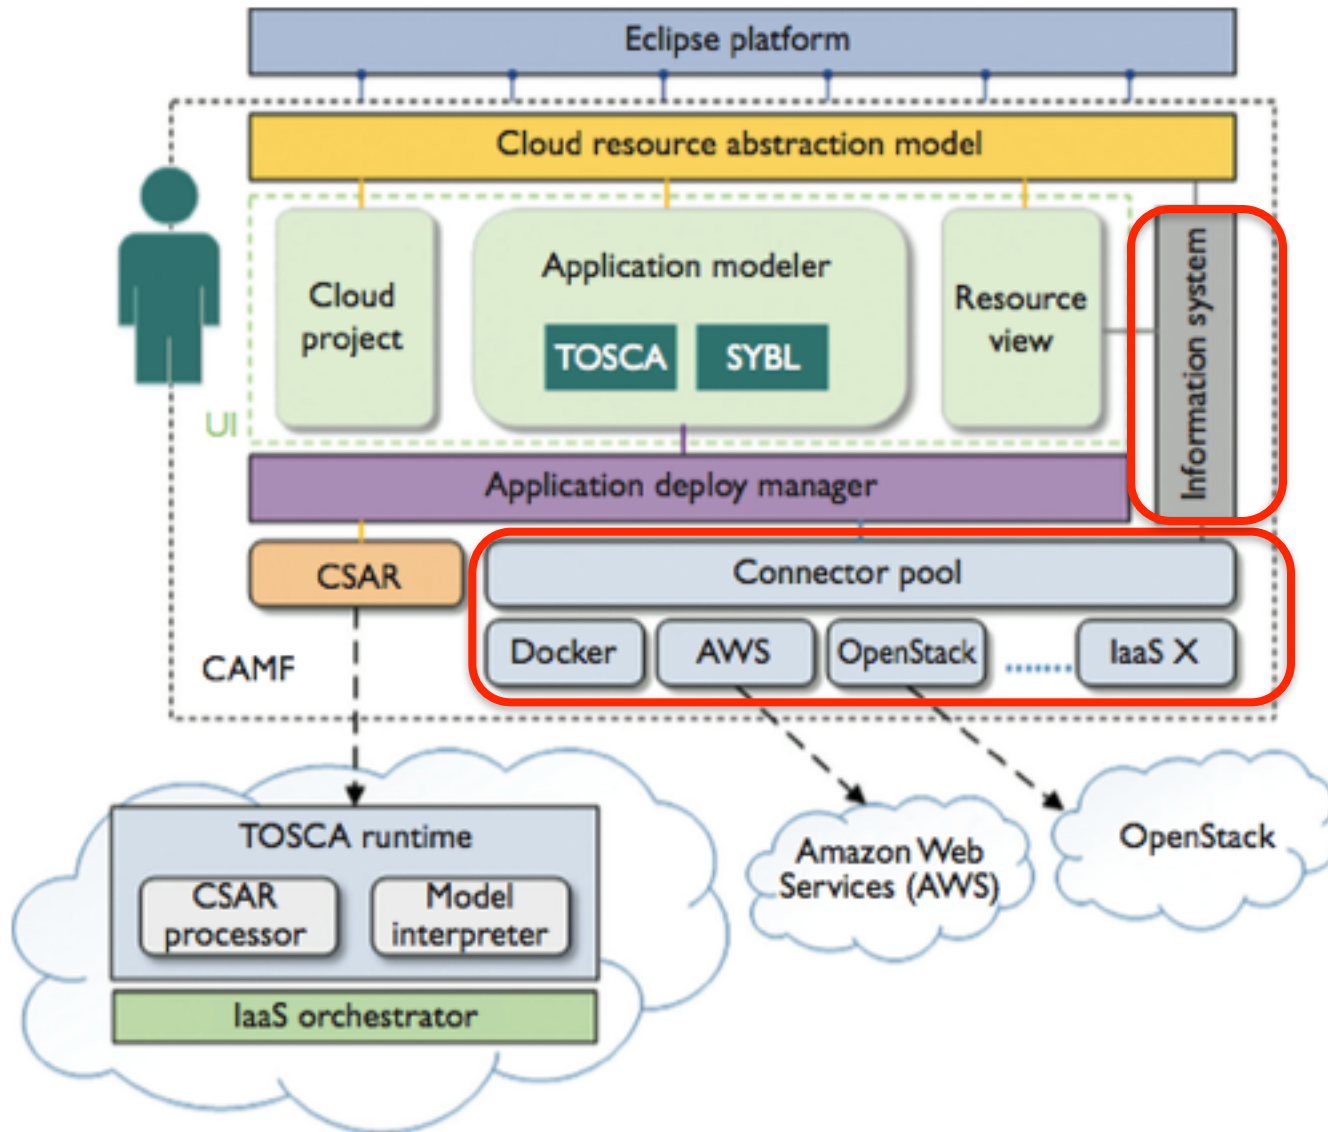 Eclipse platform
Cloud resource abstraction model
Cloud
project
Application modeler
TOSCA
SYBL
Resource
view
Information system
UI
Application deploy manager
CSAR
Connector pool
Docker
AWS
OpenStack
IaaS X
CAMF
TOSCA runtime
CSAR
processor
Model
interpreter
IaaS orchestrator
Amazon Web
Services (AWS)
OpenStack